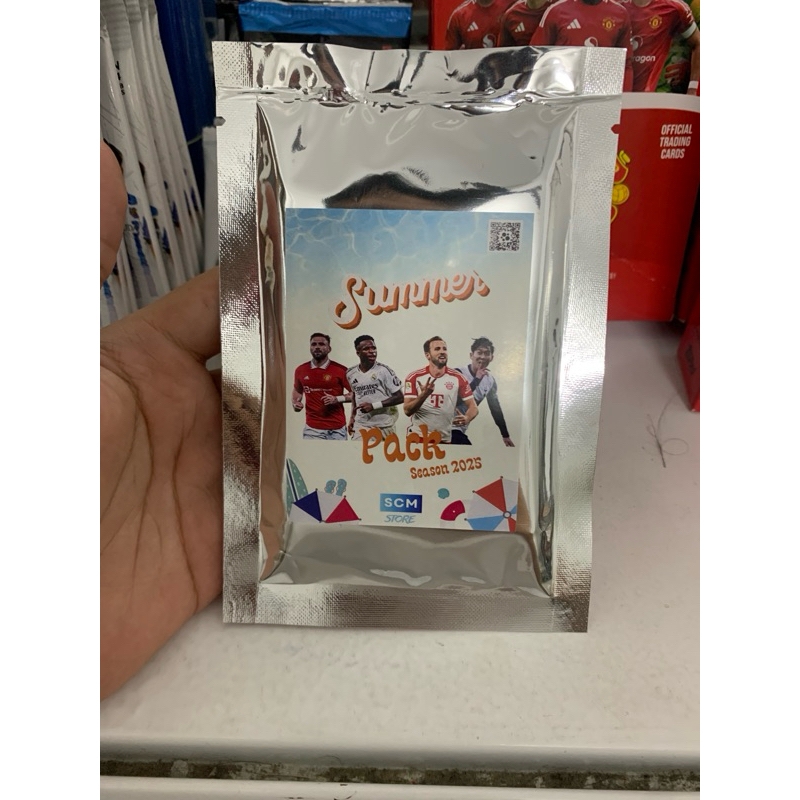 OFFICIAL
TRADING
CARDS
Summer
Pack
Season 2025
SCM
STORE